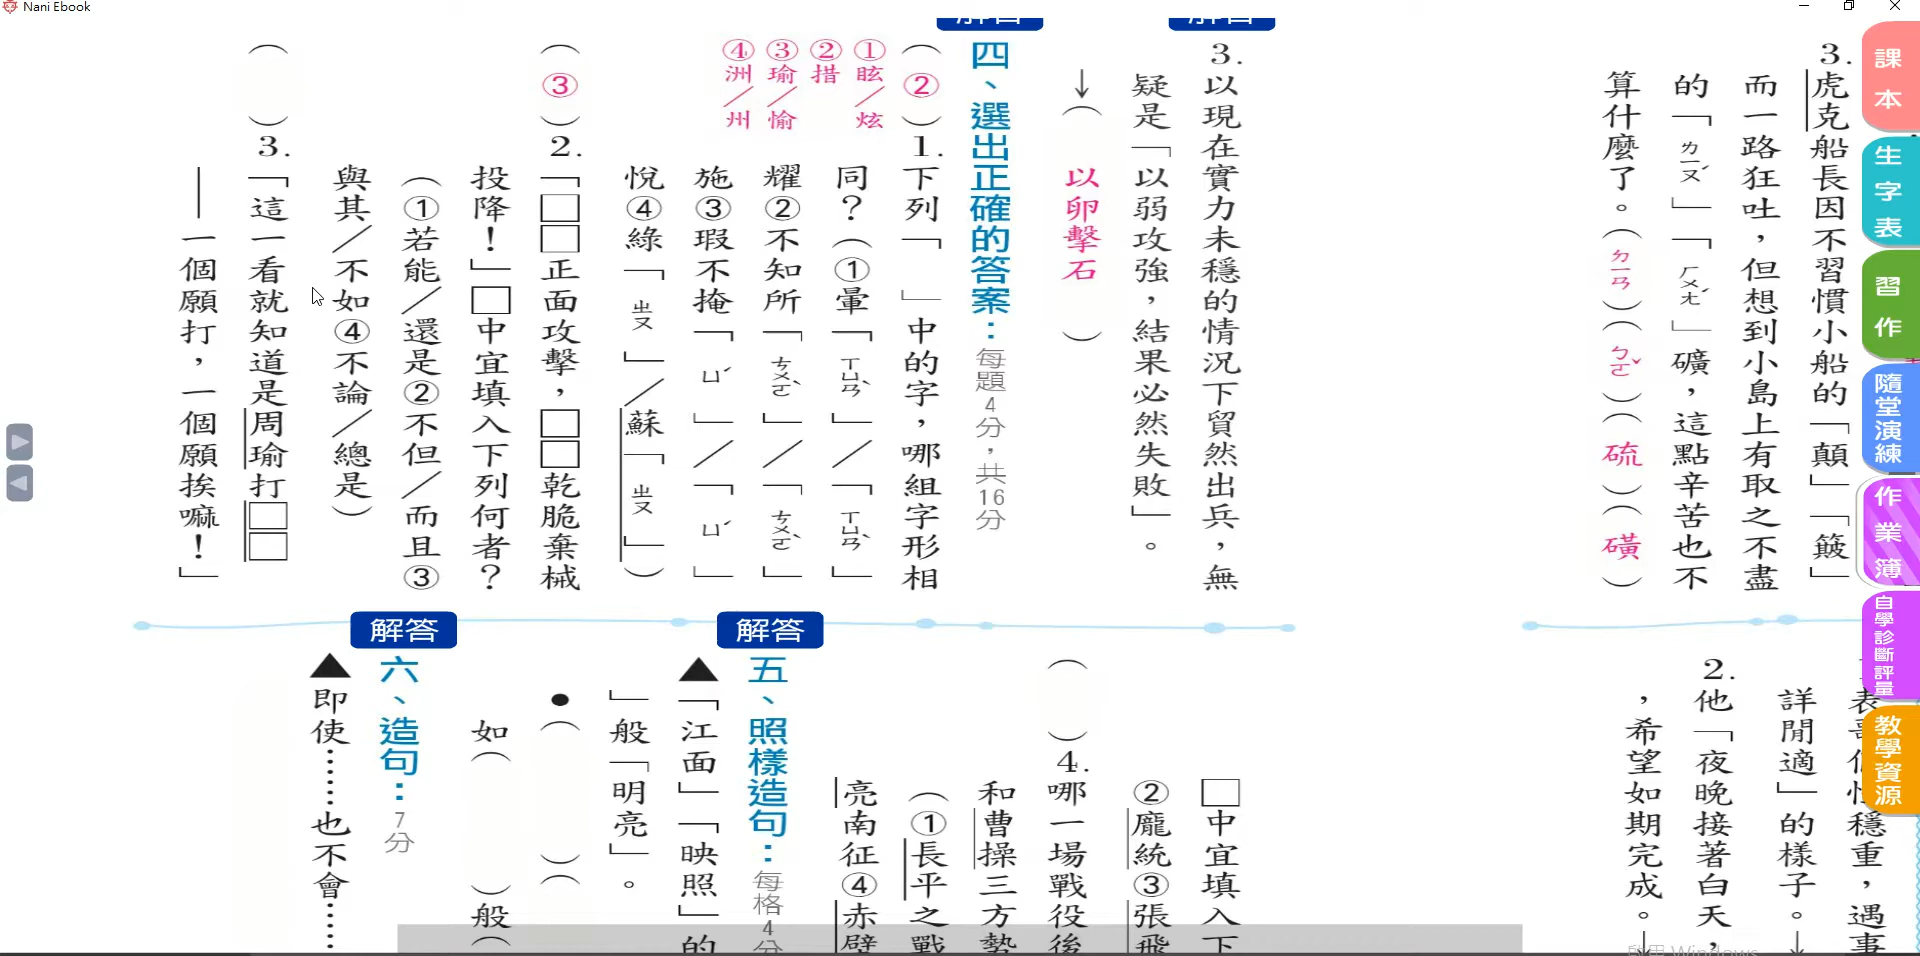 Nani Ebook
3.虎克船長因不習慣小船的「顛」「簸」
而一路狂吐，但想到小島上有取之不盡
的「ㄌㄧㄡˊ」「ㄏㄨㄤˊ」礦，這點辛苦也不
算什麼了。（ㄉㄧㄢ）（ㄅㄛˇ）（硫）（磺）
解答
3.以現在實力未穩的情況下貿然出兵，無
疑是「以弱攻強，結果必然失敗」。
↓（以卵擊石）
解答
四、選出正確的答案：每題4分，共16分
（②）1.下列「　」中的字，哪組字形相
同？（①暈「ㄒㄩㄢˋ」／「ㄒㄩㄢˋ」
耀②不知所「ㄘㄨㄛˋ」／「ㄘㄨㄛˋ」
施③瑕不掩「ㄩˊ」／「ㄩˊ」
悅④綠「ㄓㄡ」／蘇「ㄓㄡ」）
①眩／炫
②措
③瑜／愉
④洲／州
（③）2.「□□正面攻擊，□□乾脆棄械
投降！」□中宜填入下列何者？
（①若能／還是②不但／而且③
與其／不如④不論／總是）
（　）3.「這一看就知道是周瑜打□□
──一個願打，一個願挨嘛！」
表
穩重，遇事
詳閒適」的樣子。↓
2.他「夜晚接著白天，
，希望如期完成。↓
□中宜填入下
②龐統③張飛
（　）4.哪一場戰役後
和曹操三方勢
（①長平之戰
亮南征④赤壁
解答
五、照樣造句：每格4分
▲「江面」「映照」的
」般「明亮」。
●（　）（
如（　）般（
解答
六、造句：7分
▲即使……也不會……
課本
生字表
習作
隨堂演練
作業簿
自學診斷評量
教學資源
啟用 Windows